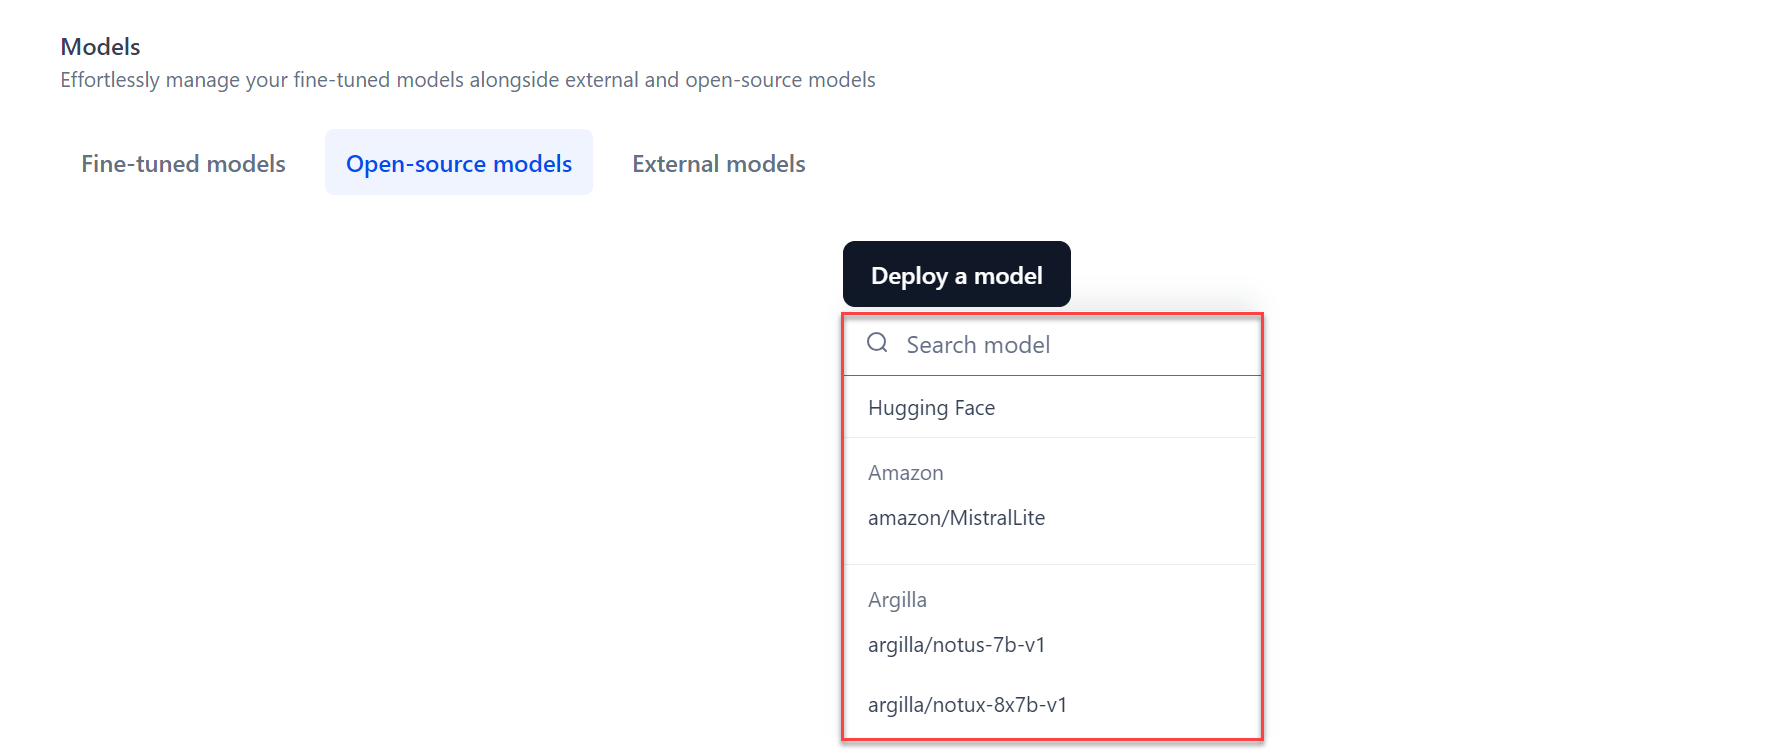 Models
Effortlessly manage your fine-tuned models alongside external and open-source models
Fine-tuned models Open-source models External models
Deploy a model
Search model
Hugging Face
Amazon
amazon/MistralLite
Argilla
argilla/notus-7b-v1
argilla/notux-8x7b-v1